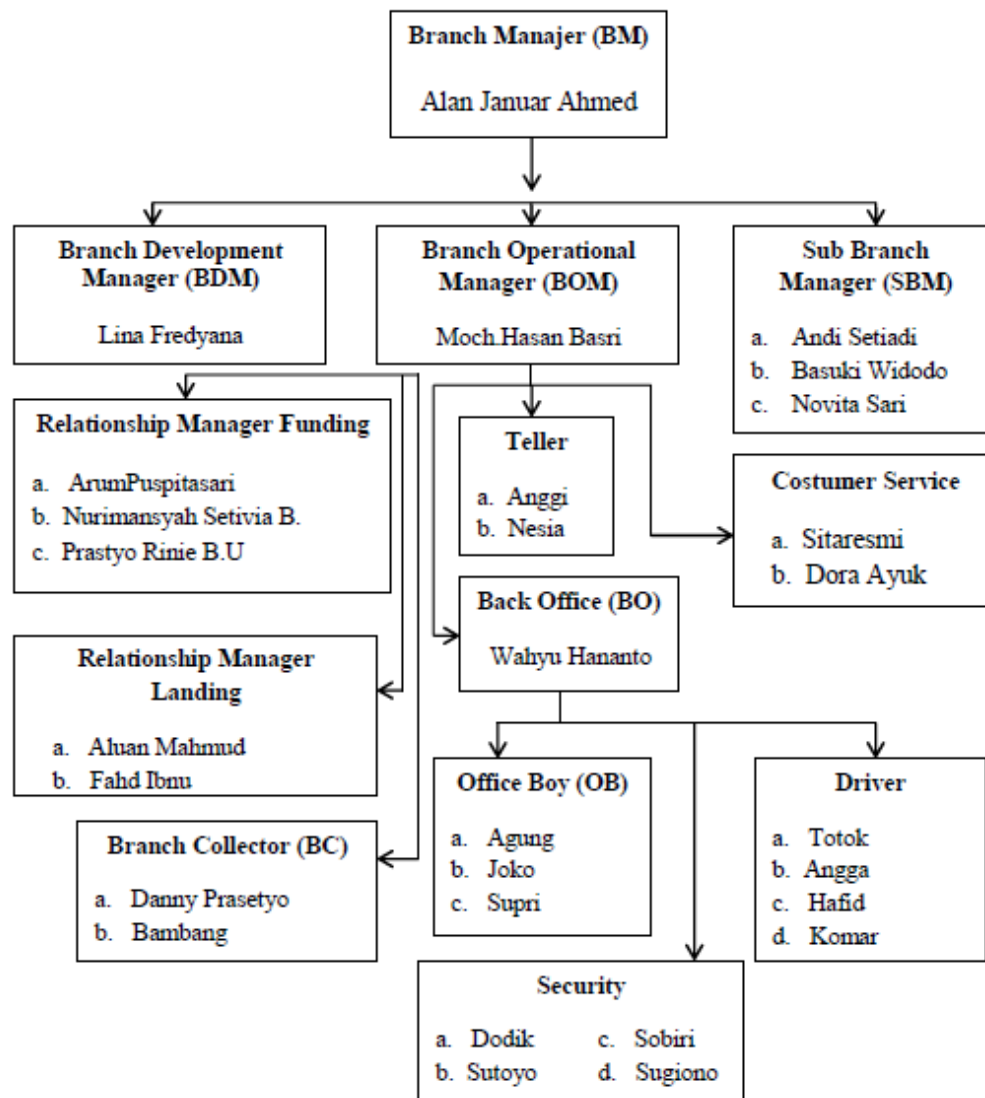 Branch Manajer (BM)
Alan Januar Ahmed
Branch Development
Manager (BDM)
Lina Fredyana
Branch Operational
Manager (BOM)
Moch.Hasan Basri
Sub Branch
Manager (SBM)
a. Andi Setiadi
b. Basuki Widodo
c. Novita Sari
Relationship Manager Funding
a. ArumPuspitasari
b. Nurimansyah Setivia B.
c. Prastyo Rinie B.U
Teller
a. Anggi
b. Nesia
Costumer Service
a. Sitaresmi
b. Dora Ayuk
Back Office (BO)
Wahyu Hananto
Relationship Manager
Landing
a. Aluan Mahmud
b. Fahd Ibnu
Office Boy (OB)
a. Agung
b. Joko
c. Supri
Driver
a. Totok
b. Angga
c. Hafid
d. Komar
Branch Collector (BC)
a. Danny Prasetyo
b. Bambang
Security
a. Dodik c. Sobiri
b. Sutoyo d. Sugiono